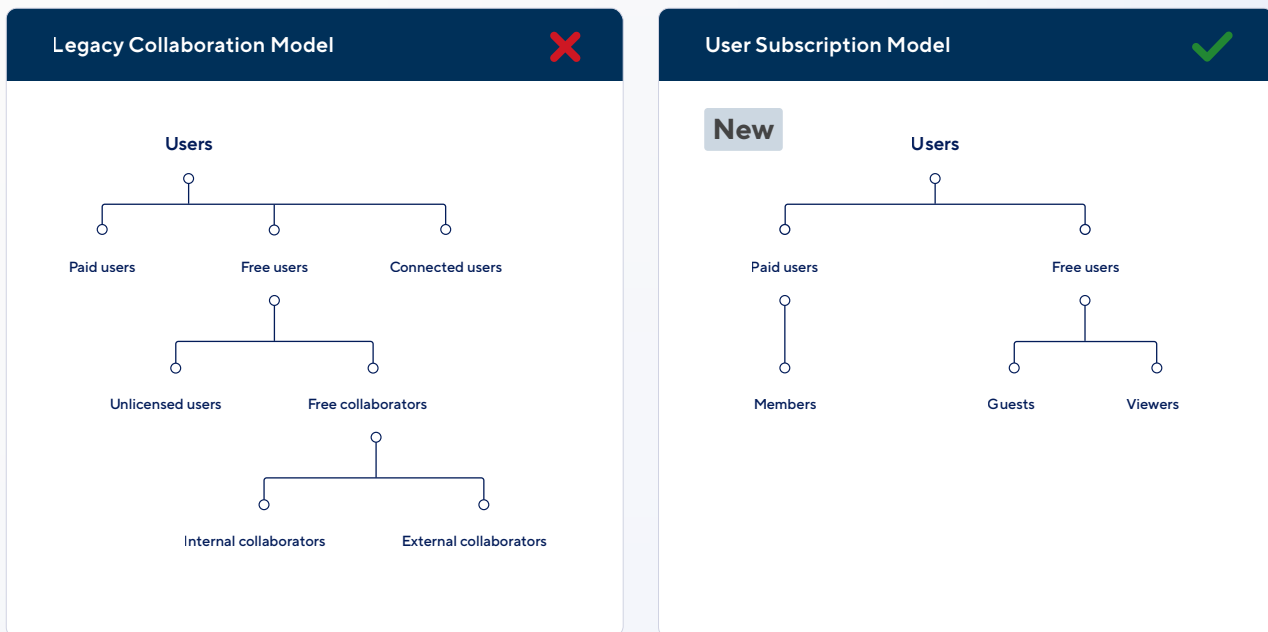 Legacy Collaboration Model
Users
Paid users
Free users
Connected users
Unlicensed users
Free collaborators
Internal collaborators
External collaborators
User Subscription Model
New
Users
Paid users
Free users
Members
Guests
Viewers